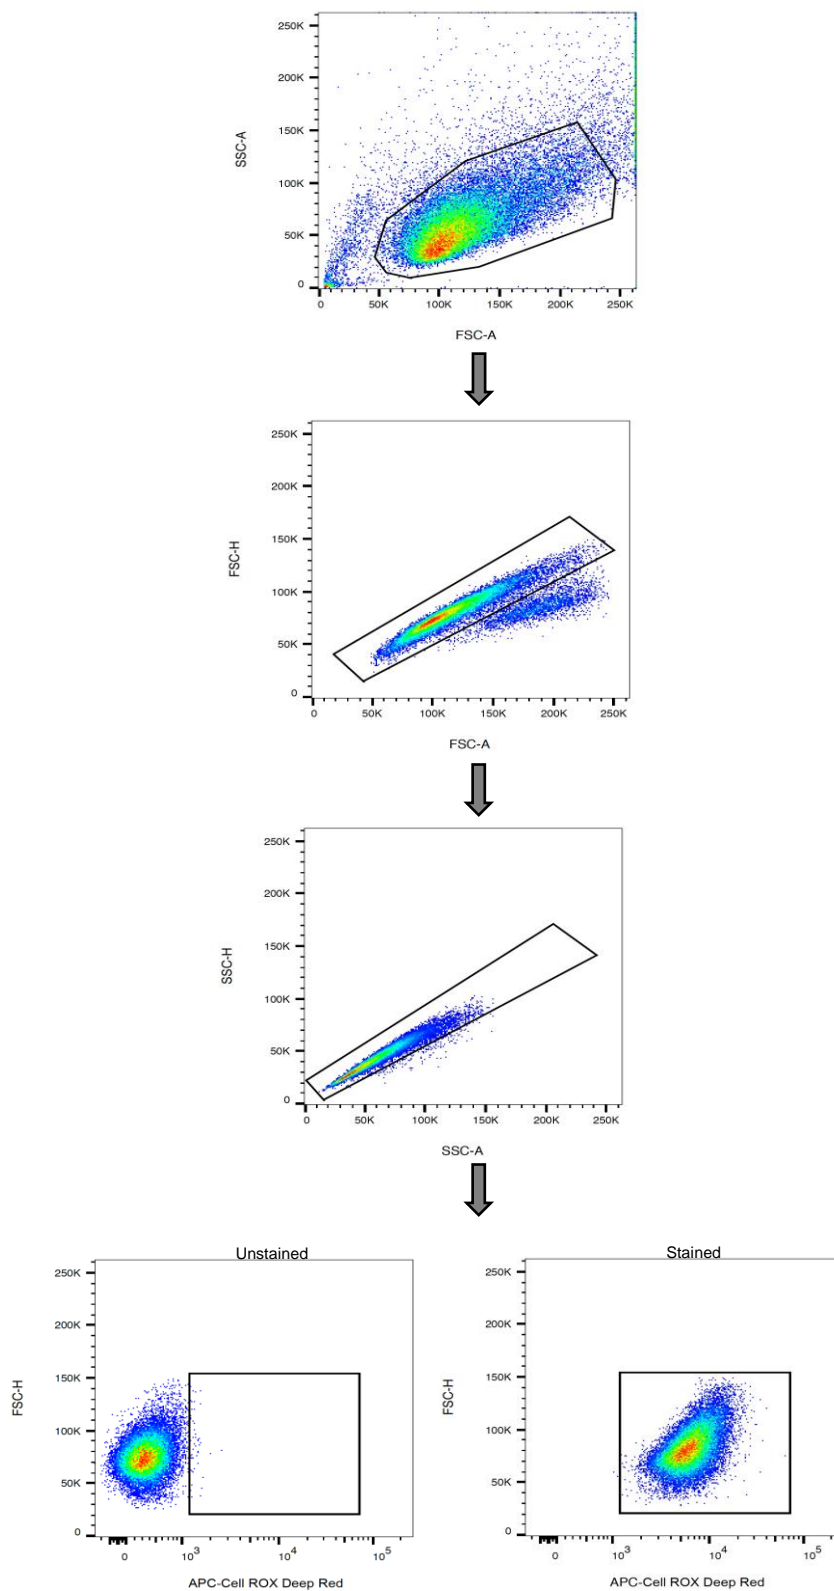 250K
200K
150K
100K
50K
0
SSC-A
0 50K 100K 150K 200K 250K
FSC-A
250K
200K
150K
100K
50K
0
FSC-H
0 50K 100K 150K 200K 250K
FSC-A
250K
200K
150K
100K
50K
0
SSC-H
0 50K 100K 150K 200K 250K
SSC-A
Unstained
250K
200K
150K
100K
50K
0
FSC-H
0 10³ 10⁴ 10⁵
APC-Cell ROX Deep Red
Stained
250K
200K
150K
100K
50K
0
FSC-H
0 10³ 10⁴ 10⁵
APC-Cell ROX Deep Red